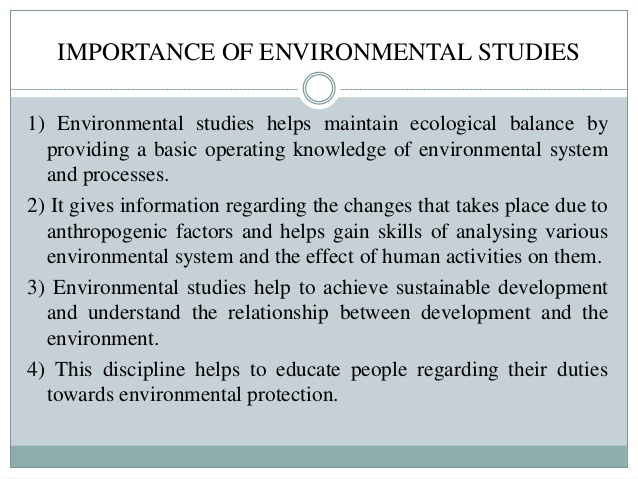 IMPORTANCE OF ENVIRONMENTAL STUDIES
1) Environmental studies helps maintain ecological balance by
providing a basic operating knowledge of environmental system
and processes.
2) It gives information regarding the changes that takes place due to
anthropogenic factors and helps gain skills of analysing various
environmental system and the effect of human activities on them.
3) Environmental studies help to achieve sustainable development
and understand the relationship between development and the
environment.
4) This discipline helps to educate people regarding their duties
towards environmental protection.